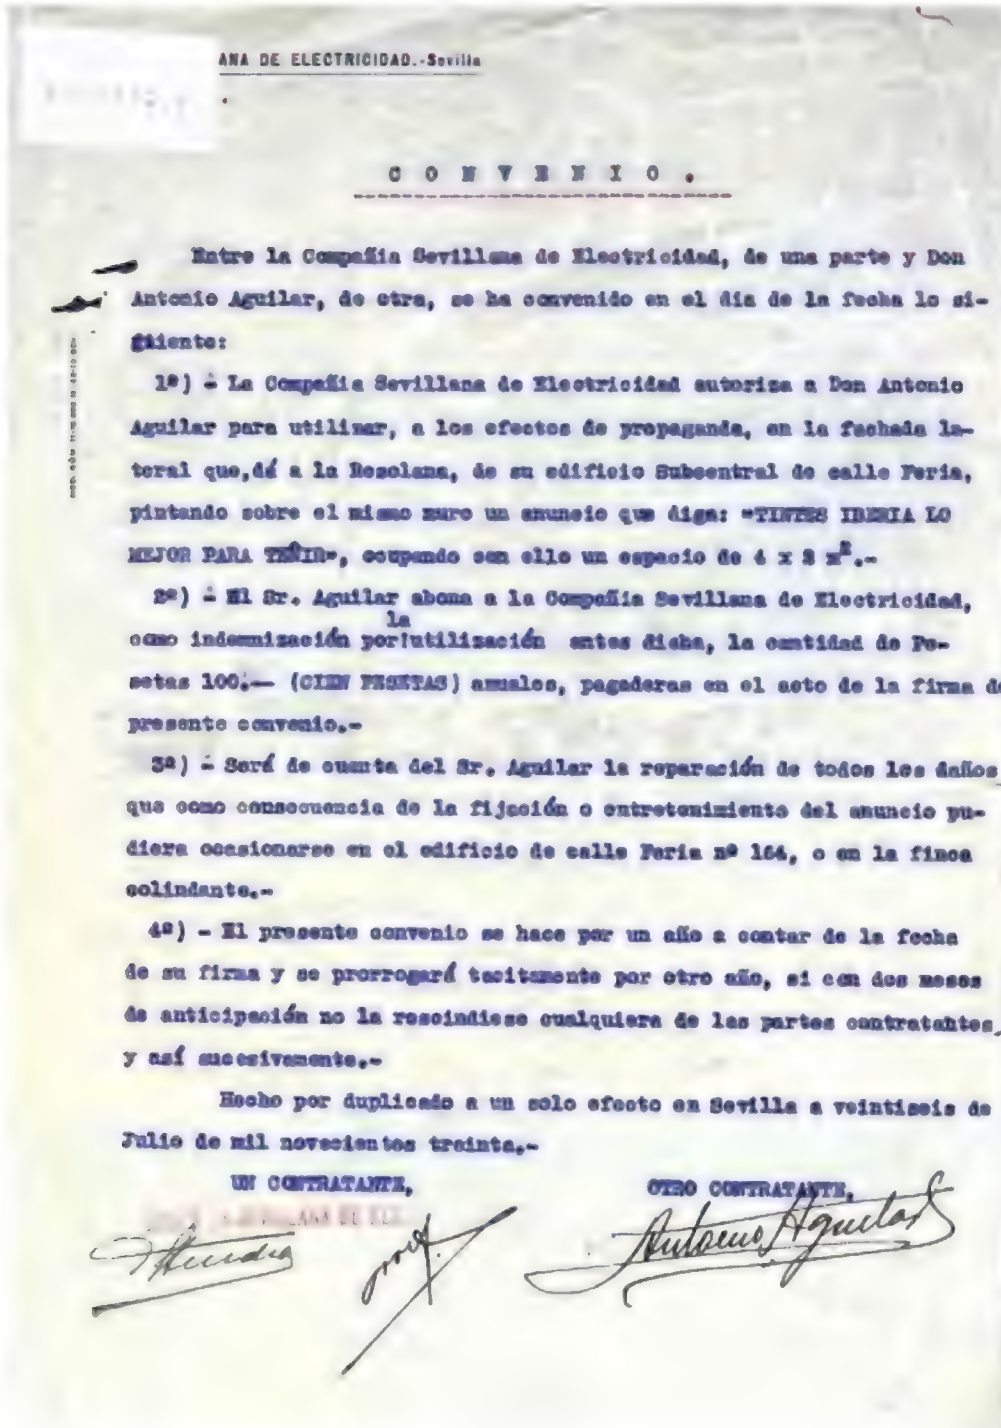 ANA DE ELECTRICIDAD.-Sevilla
CONVENIO.
Entre la Compañia Sevillana de Electricidad, de una parte y Don
Antonio Aguilar, de otra, se ha convenido en el dia de la fecha lo si-
güiente:
1º) - La Compañia Sevillana de Electricidad autoriza a Don Antonio
Aguilar para utilizar, a los efectos de propaganda, en la fachada la-
teral que, dá a la Resolana, de su edificio Subcentral de calle Feria,
pintando sobre el mismo muro un anuncio que diga: "TINTES IBERIA LO
MEJOR PARA TEÑIR", ocupando con ello un espacio de 4 x 2 m².-
2º) - El Sr. Aguilar abona a la Compañia Sevillana de Electricidad,
como indemnización por la utilización antes dicha, la cantidad de Pe-
setas 100.-- (CIEN PESETAS) anuales, pagaderas en el acto de la firma de
presente convenio.-
3º) - Será de cuenta del Sr. Aguilar la reparación de todos los daños
que como consecuencia de la fijación o entretenimiento del anuncio pu-
diera ocasionarse en el edificio de calle Feria nº 154, o en la finca
colindante.-
4º) - El presente convenio se hace por un año a contar de la fecha
de su firma y se prorrogará tacitamente por otro año, si con dos meses
de anticipación no la rescindiese cualquiera de las partes contratantes,
y así sucesivamente.-
Hecho por duplicado a un solo efecto en Sevilla a veintiseis de
Julio de mil novecientos treinta.-
UN CONTRATANTE,
OTRO CONTRATANTE,
Antonio Aguilar